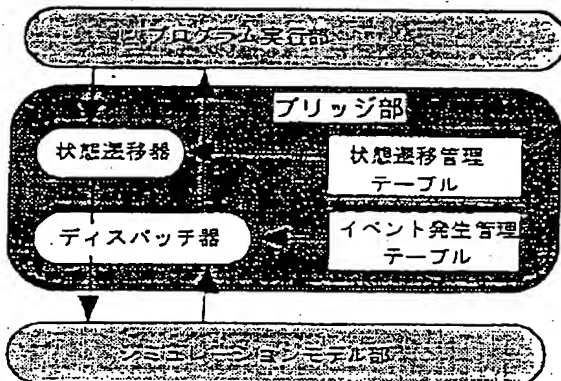 プログラム実行部
ブリッジ部
状態遷移器
状態遷移管理
テーブル
ディスパッチ器
イベント発生管理
テーブル
シミュレーションモデル部